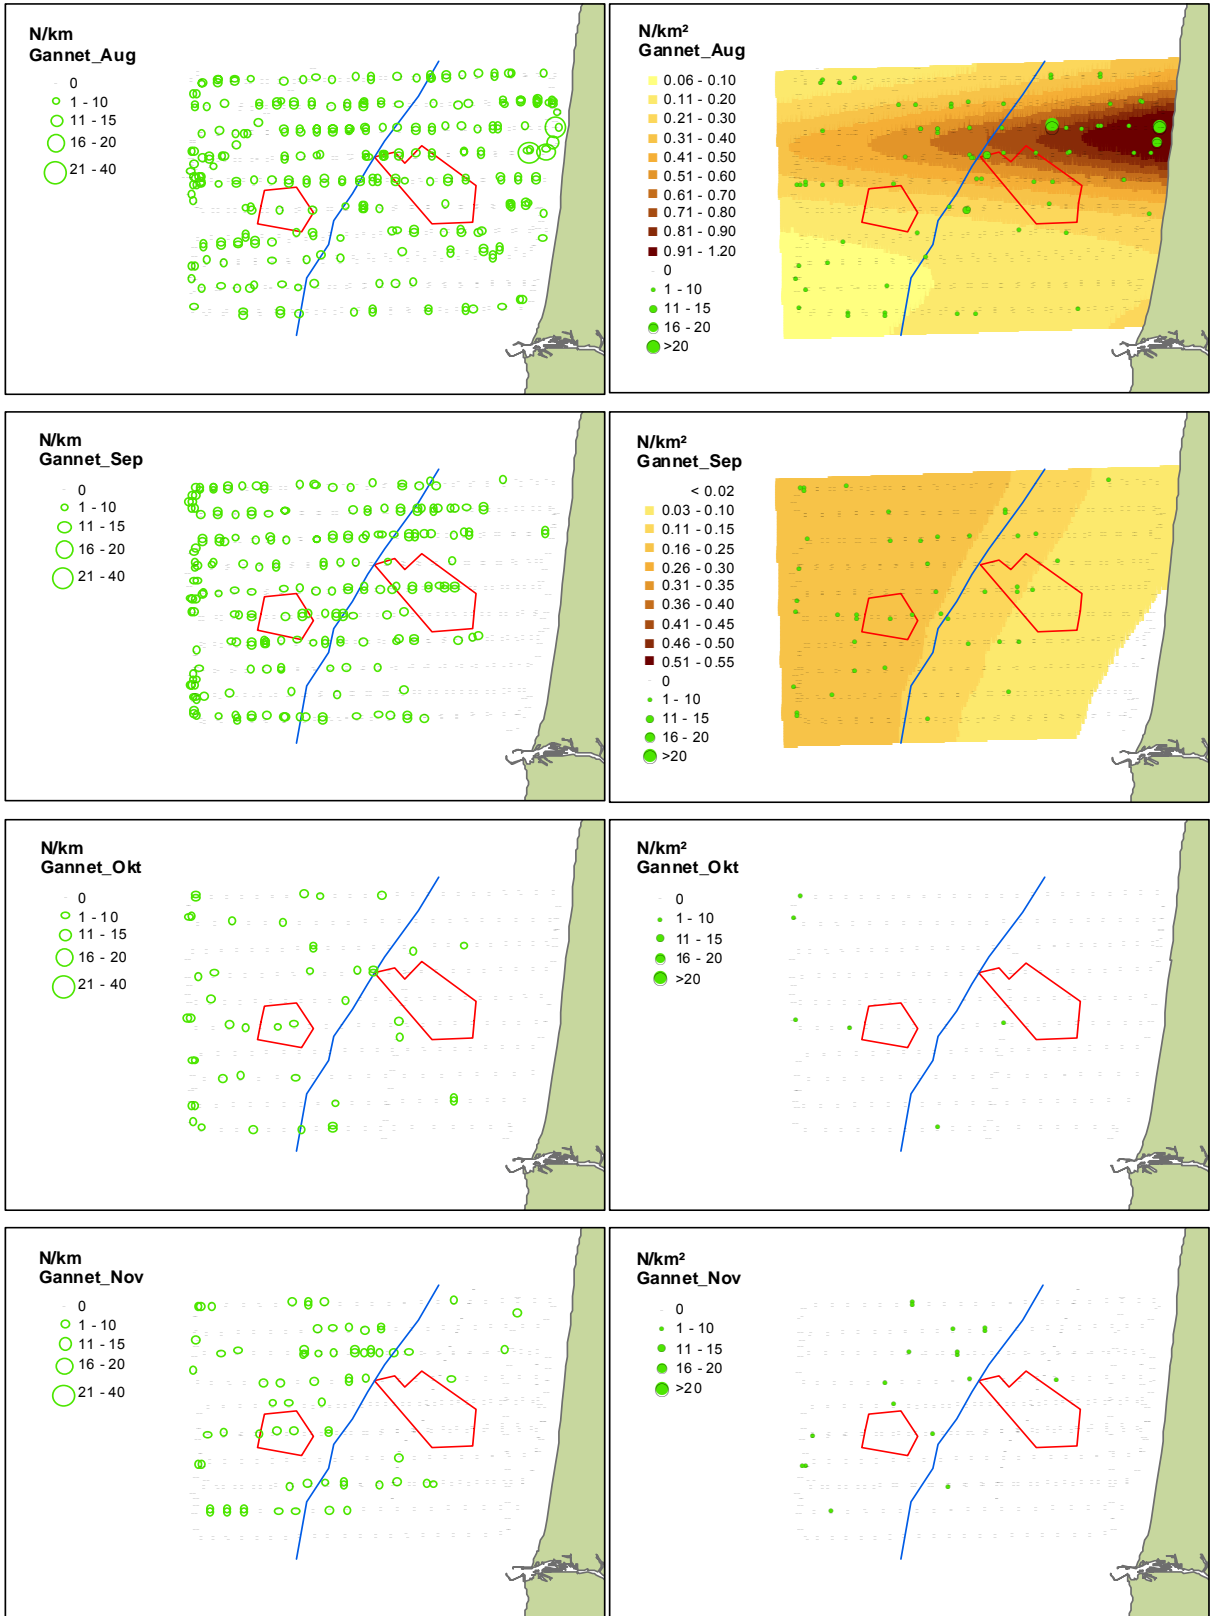 N/km
Gannet_Aug
0
1 - 10
11 - 15
16 - 20
21 - 40
N/km²
Gannet_Aug
0.06 - 0.10
0.11 - 0.20
0.21 - 0.30
0.31 - 0.40
0.41 - 0.50
0.51 - 0.60
0.61 - 0.70
0.71 - 0.80
0.81 - 0.90
0.91 - 1.20
0
1 - 10
11 - 15
16 - 20
>20
N/km
Gannet_Sep
0
1 - 10
11 - 15
16 - 20
21 - 40
N/km²
Gannet_Sep
< 0.02
0.03 - 0.10
0.11 - 0.15
0.16 - 0.25
0.26 - 0.30
0.31 - 0.35
0.36 - 0.40
0.41 - 0.45
0.46 - 0.50
0.51 - 0.55
0
1 - 10
11 - 15
16 - 20
>20
N/km
Gannet_Okt
0
1 - 10
11 - 15
16 - 20
21 - 40
N/km²
Gannet_Okt
0
1 - 10
11 - 15
16 - 20
>20
N/km
Gannet_Nov
0
1 - 10
11 - 15
16 - 20
21 - 40
N/km²
Gannet_Nov
0
1 - 10
11 - 15
16 - 20
>20